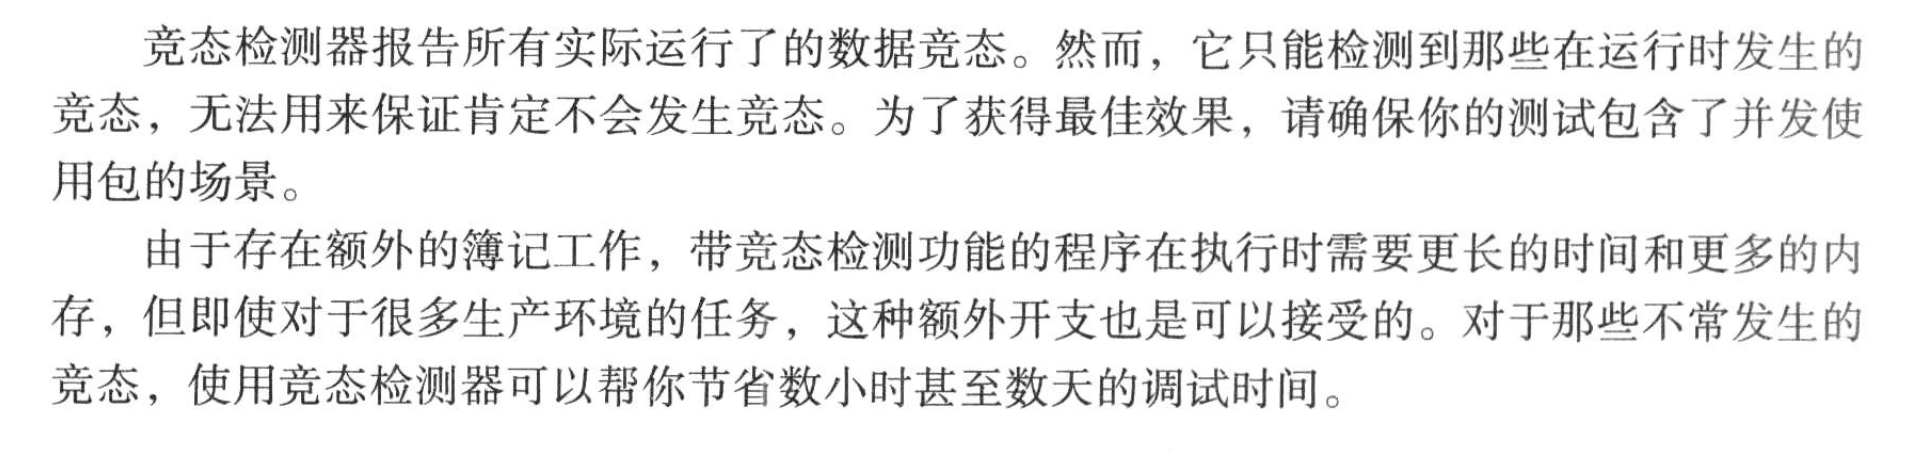 竞态检测器报告所有实际运行了的数据竞态。然而，它只能检测到那些在运行时发生的
竞态，无法用来保证肯定不会发生竞态。为了获得最佳效果，请确保你的测试包含了并发使
用包的场景。
由于存在额外的簿记工作，带竞态检测功能的程序在执行时需要更长的时间和更多的内
存，但即使对于很多生产环境的任务，这种额外开支也是可以接受的。对于那些不常发生的
竞态，使用竞态检测器可以帮你节省数小时甚至数天的调试时间。